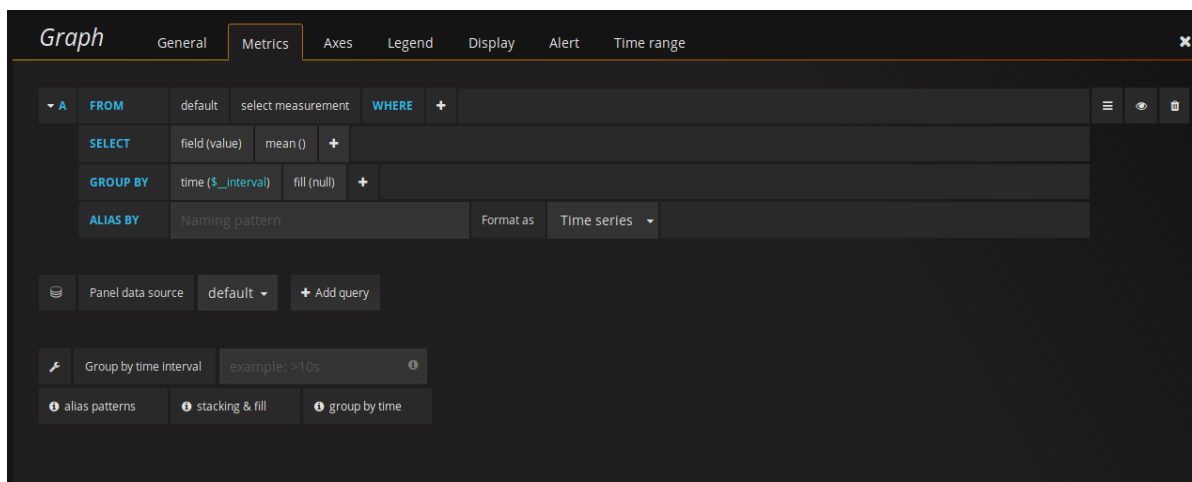 Graph General Metrics Axes Legend Display Alert Time range
A FROM default select measurement WHERE +
SELECT field (value) mean () +
GROUP BY time ($__interval) fill (null) +
ALIAS BY Naming pattern Format as Time series
Panel data source default + Add query
Group by time interval example: >10s
alias patterns stacking & fill group by time